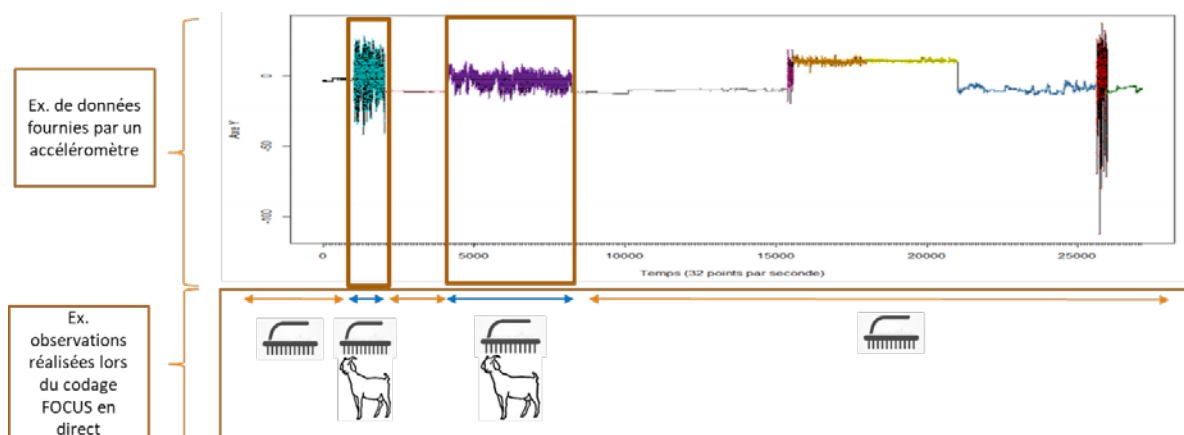 Ex. de données
fournies par un
accéléromètre
Axe Y
0
-50
-100
0
5000
10000
15000
20000
25000
Temps (32 points par seconde)
Ex.
observations
réalisées lors
du codage
FOCUS en
direct